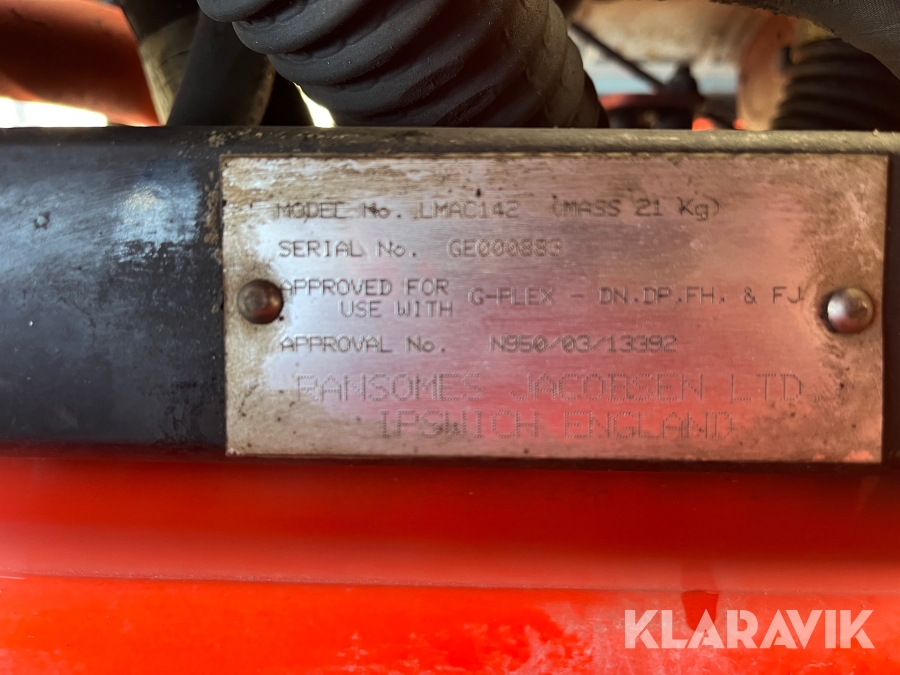 MODEL No. LMAC142 (MASS 21 Kg)
SERIAL No. GE000883
APPROVED FOR
USE WITH G-PLEX - DN.DP.FH. & FJ
APPROVAL No. N950/03/13392
RANSOMES JACOBSEN LTD
IPSWICH ENGLAND
KLARAVIK